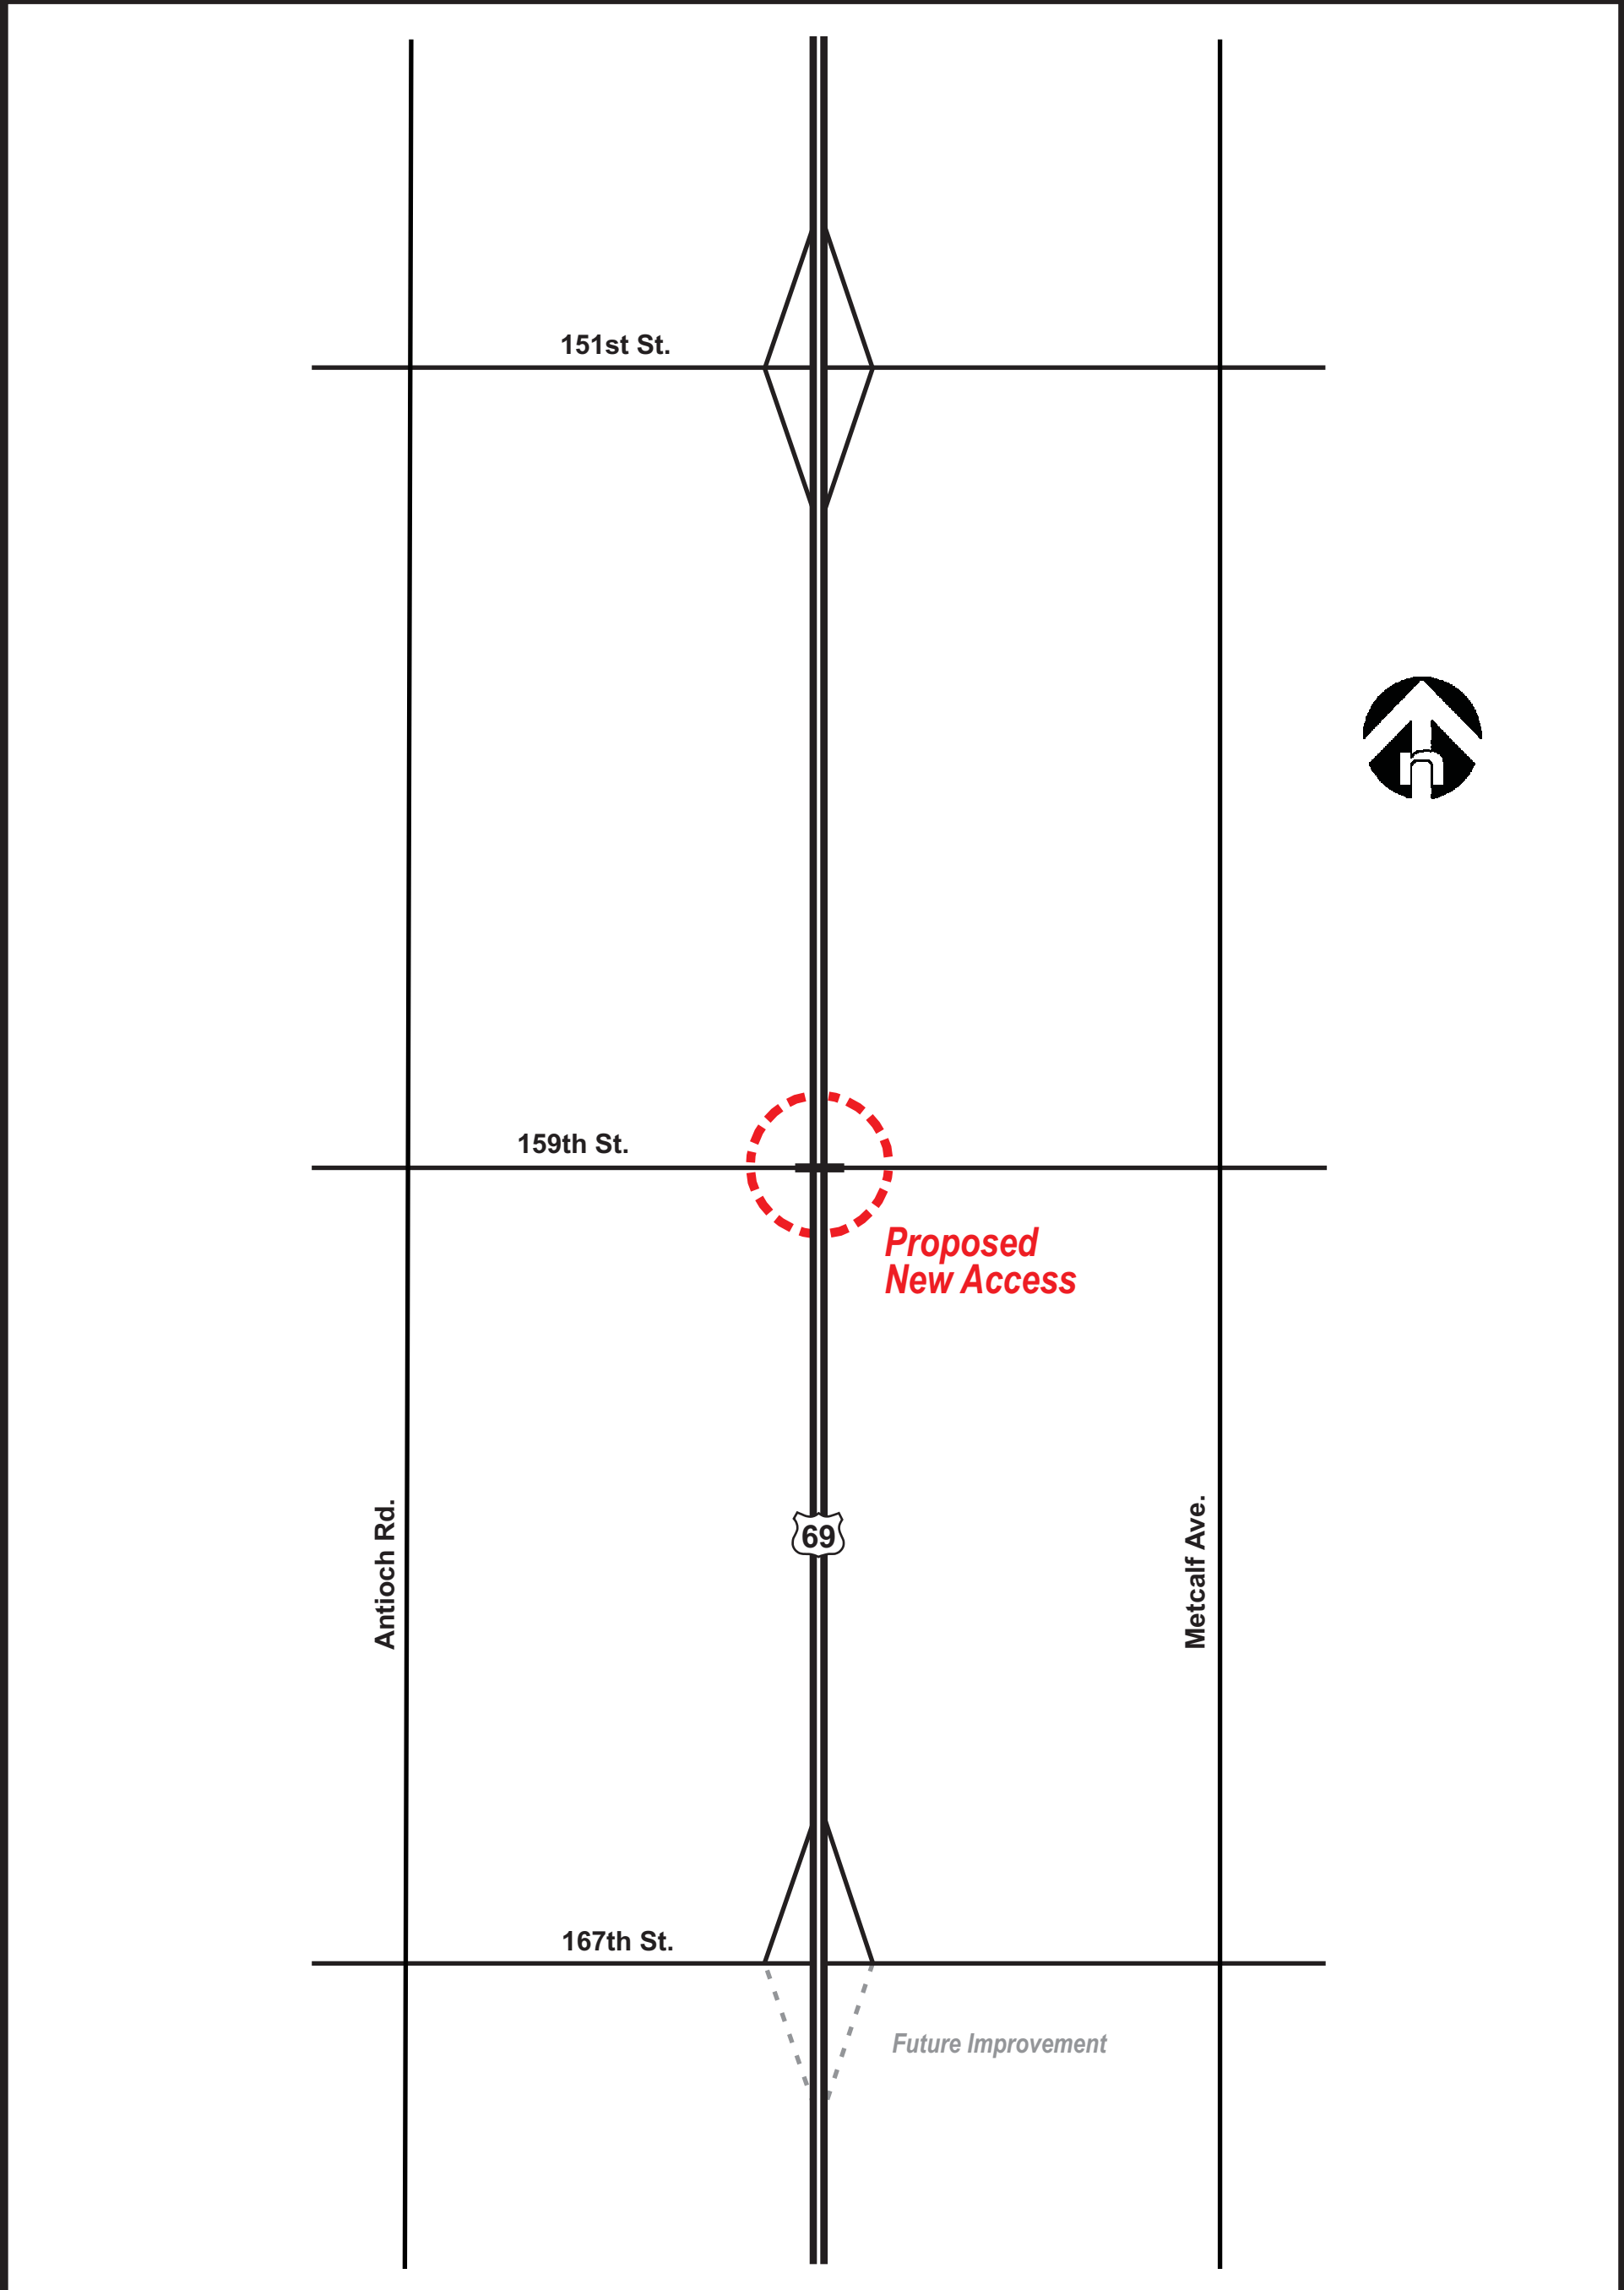 151st St.
n
159th St.
Proposed
New Access
Antioch Rd.
69
Metcalf Ave.
167th St.
Future Improvement